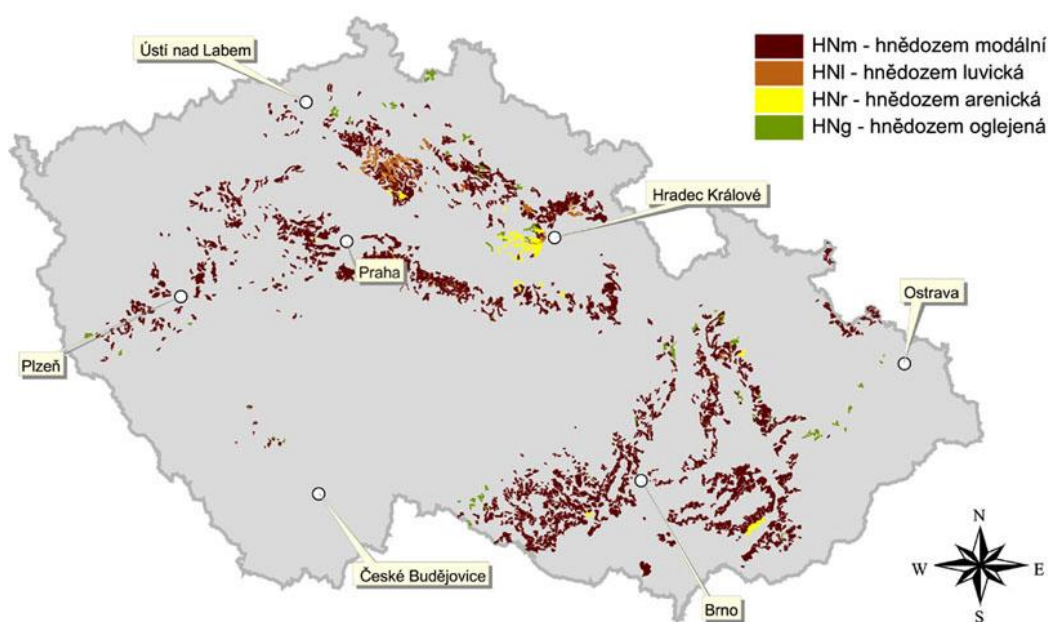 Ústí nad Labem
HNm - hnědozem modální
HNl - hnědozem luvická
HNr - hnědozem arenická
HNg - hnědozem oglejená
Hradec Králové
Praha
Ostrava
Plzeň
České Budějovice
Brno
N
W
E
S